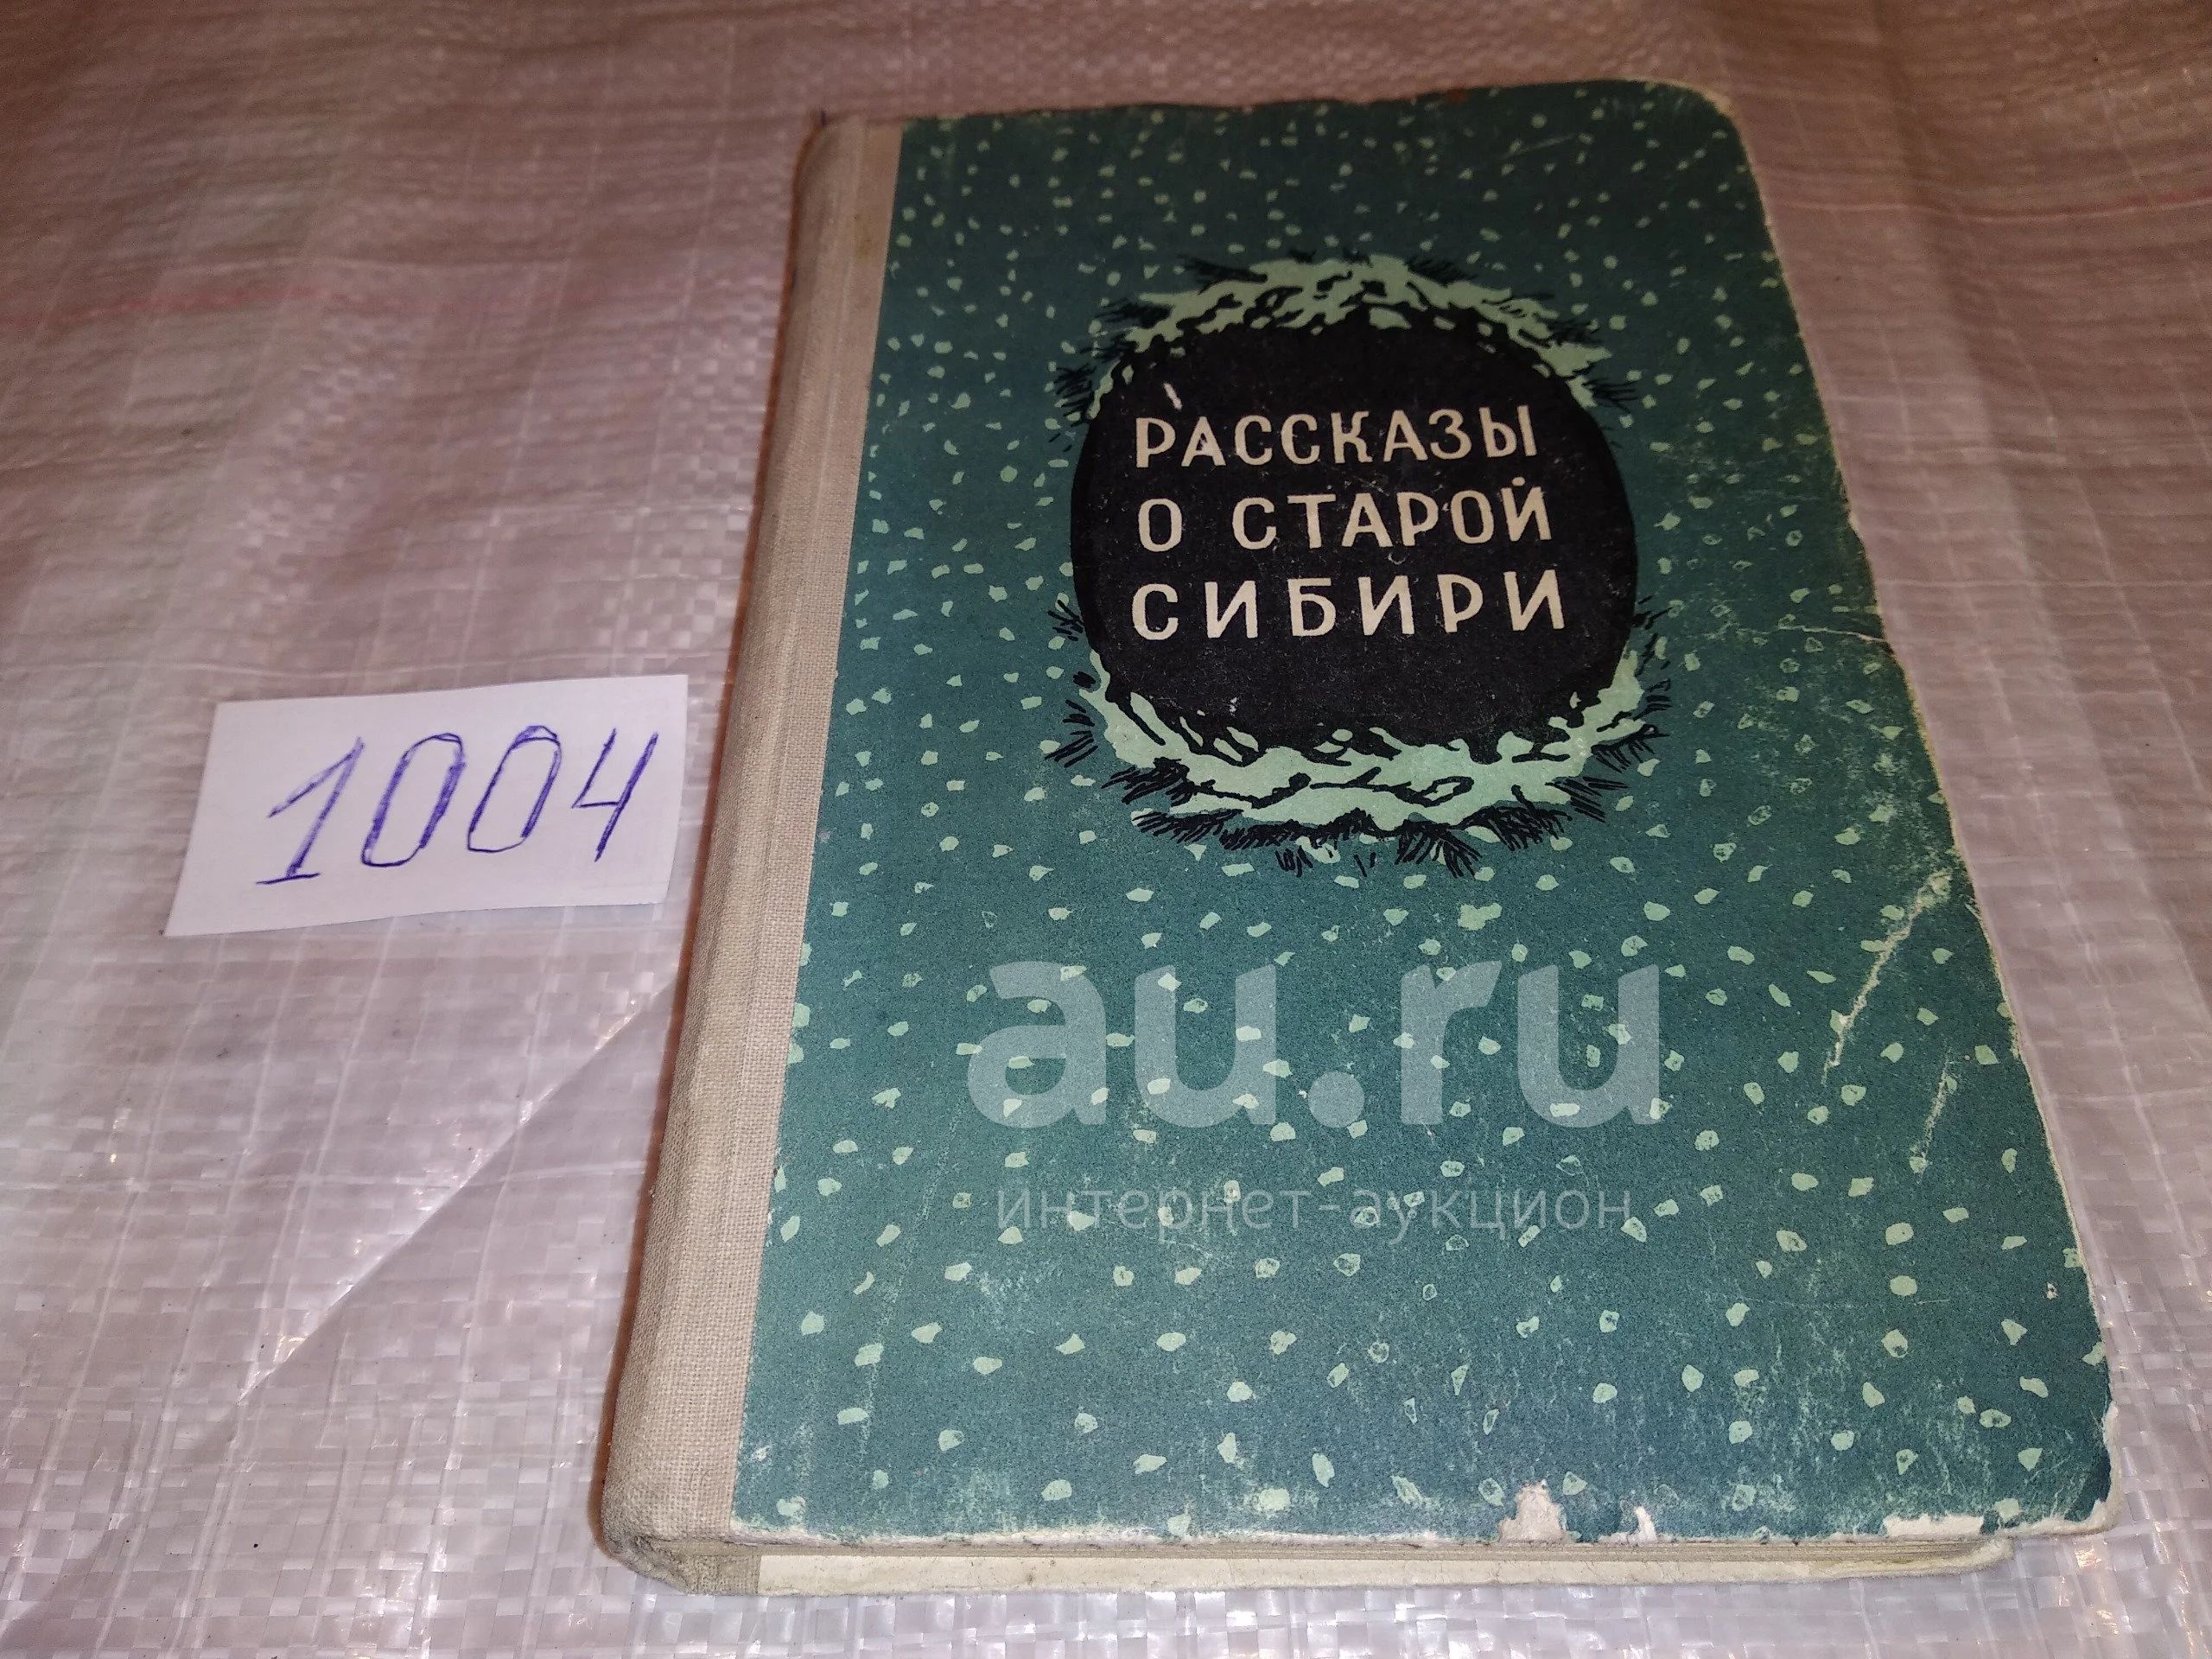 РАССКАЗЫ
О СТАРОЙ
СИБИРИ
1004
au.ru
интернет-аукцион